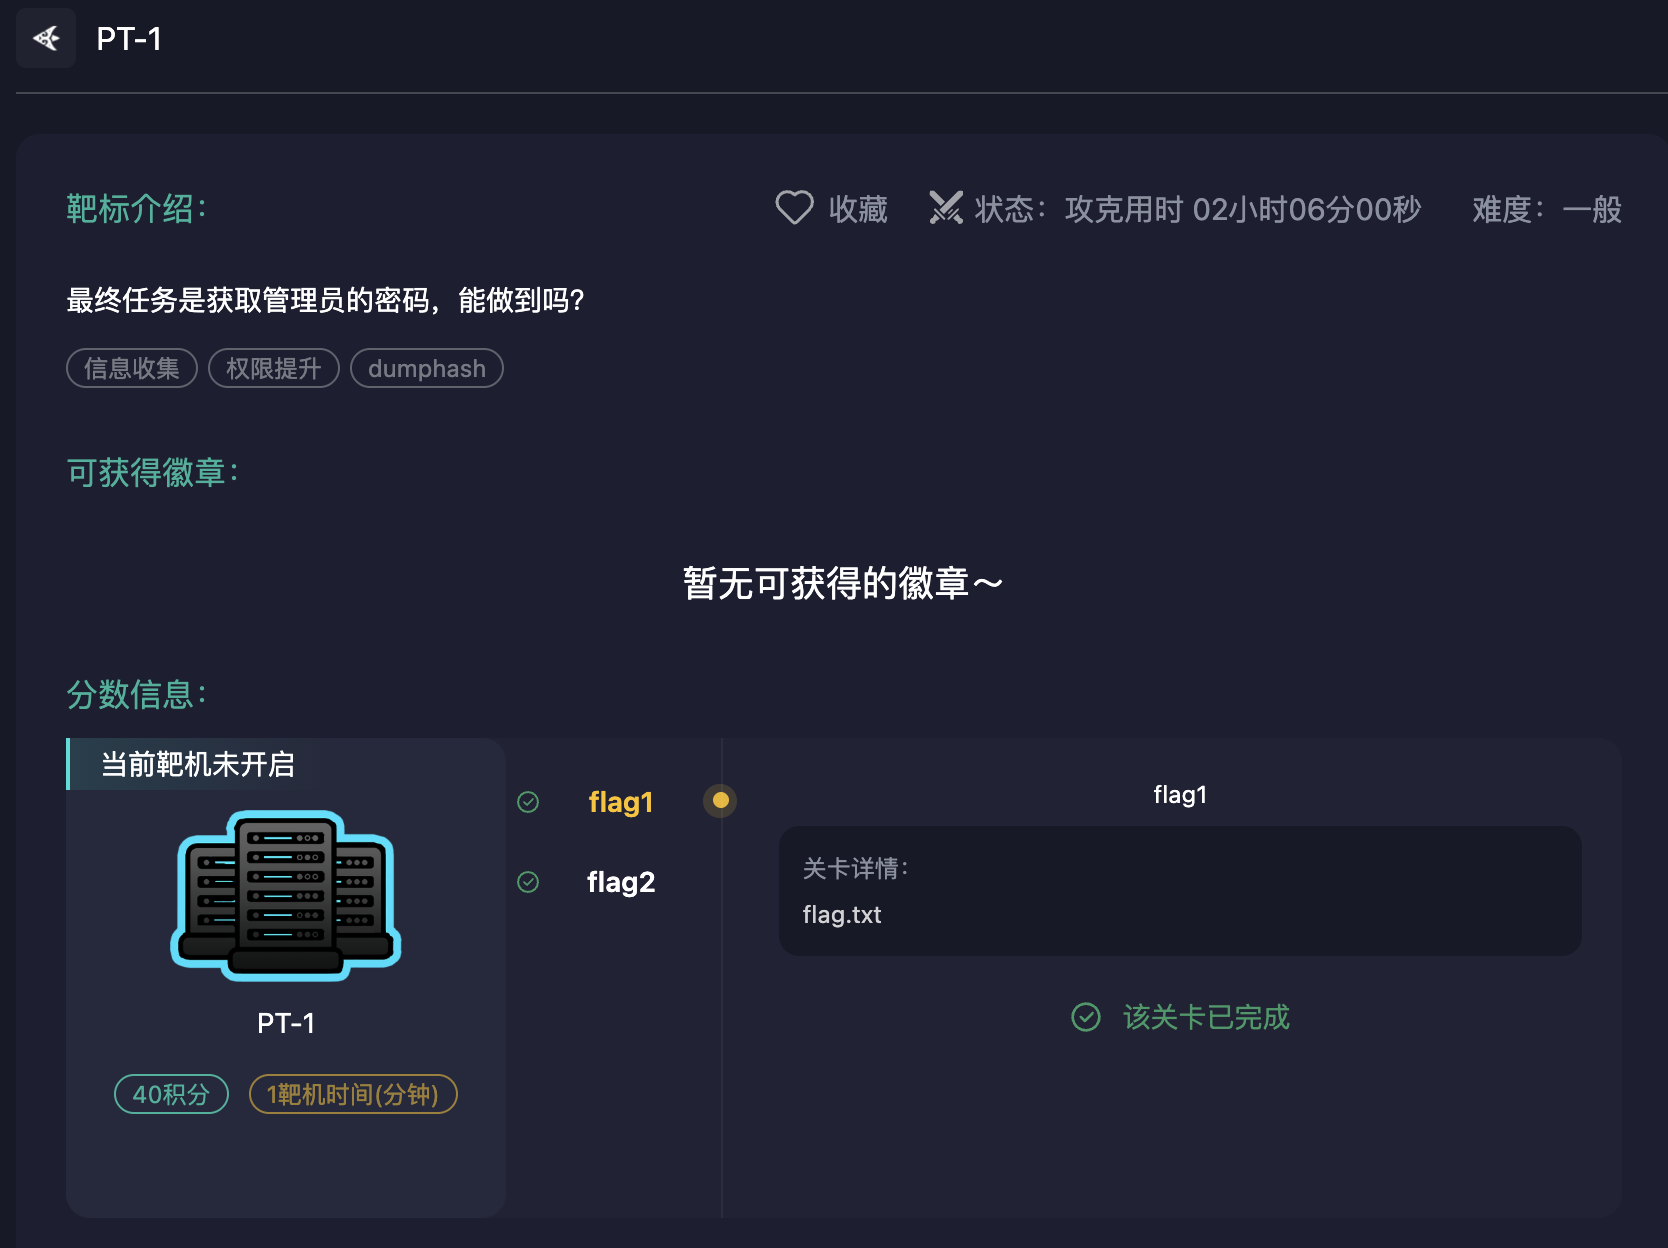 PT-1
靶标介绍：
收藏
状态：攻克用时 02小时06分00秒
难度：一般
最终任务是获取管理员的密码，能做到吗？
信息收集
权限提升
dumphash
可获得徽章：
暂无可获得的徽章～
分数信息：
当前靶机未开启
PT-1
40积分
1靶机时间(分钟)
flag1
flag2
flag1
关卡详情：
flag.txt
该关卡已完成